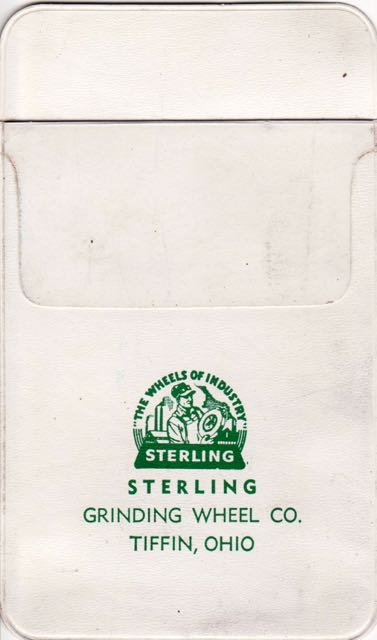 "THE WHEELS OF INDUSTRY"
STERLING
STERLING
GRINDING WHEEL CO.
TIFFIN, OHIO